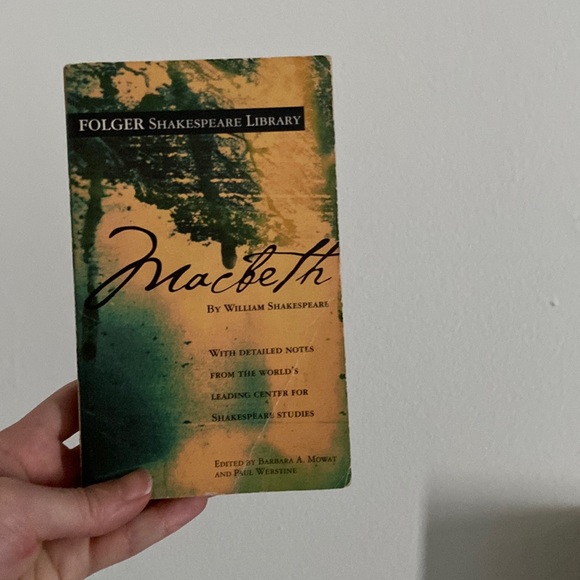 FOLGER SHAKESPEARE LIBRARY
Macbeth
BY WILLIAM SHAKESPEARE
WITH DETAILED NOTES
FROM THE WORLD'S
LEADING CENTER FOR
SHAKESPEARE STUDIES
EDITED BY BARBARA A. MOWAT
AND PAUL WERSTINE